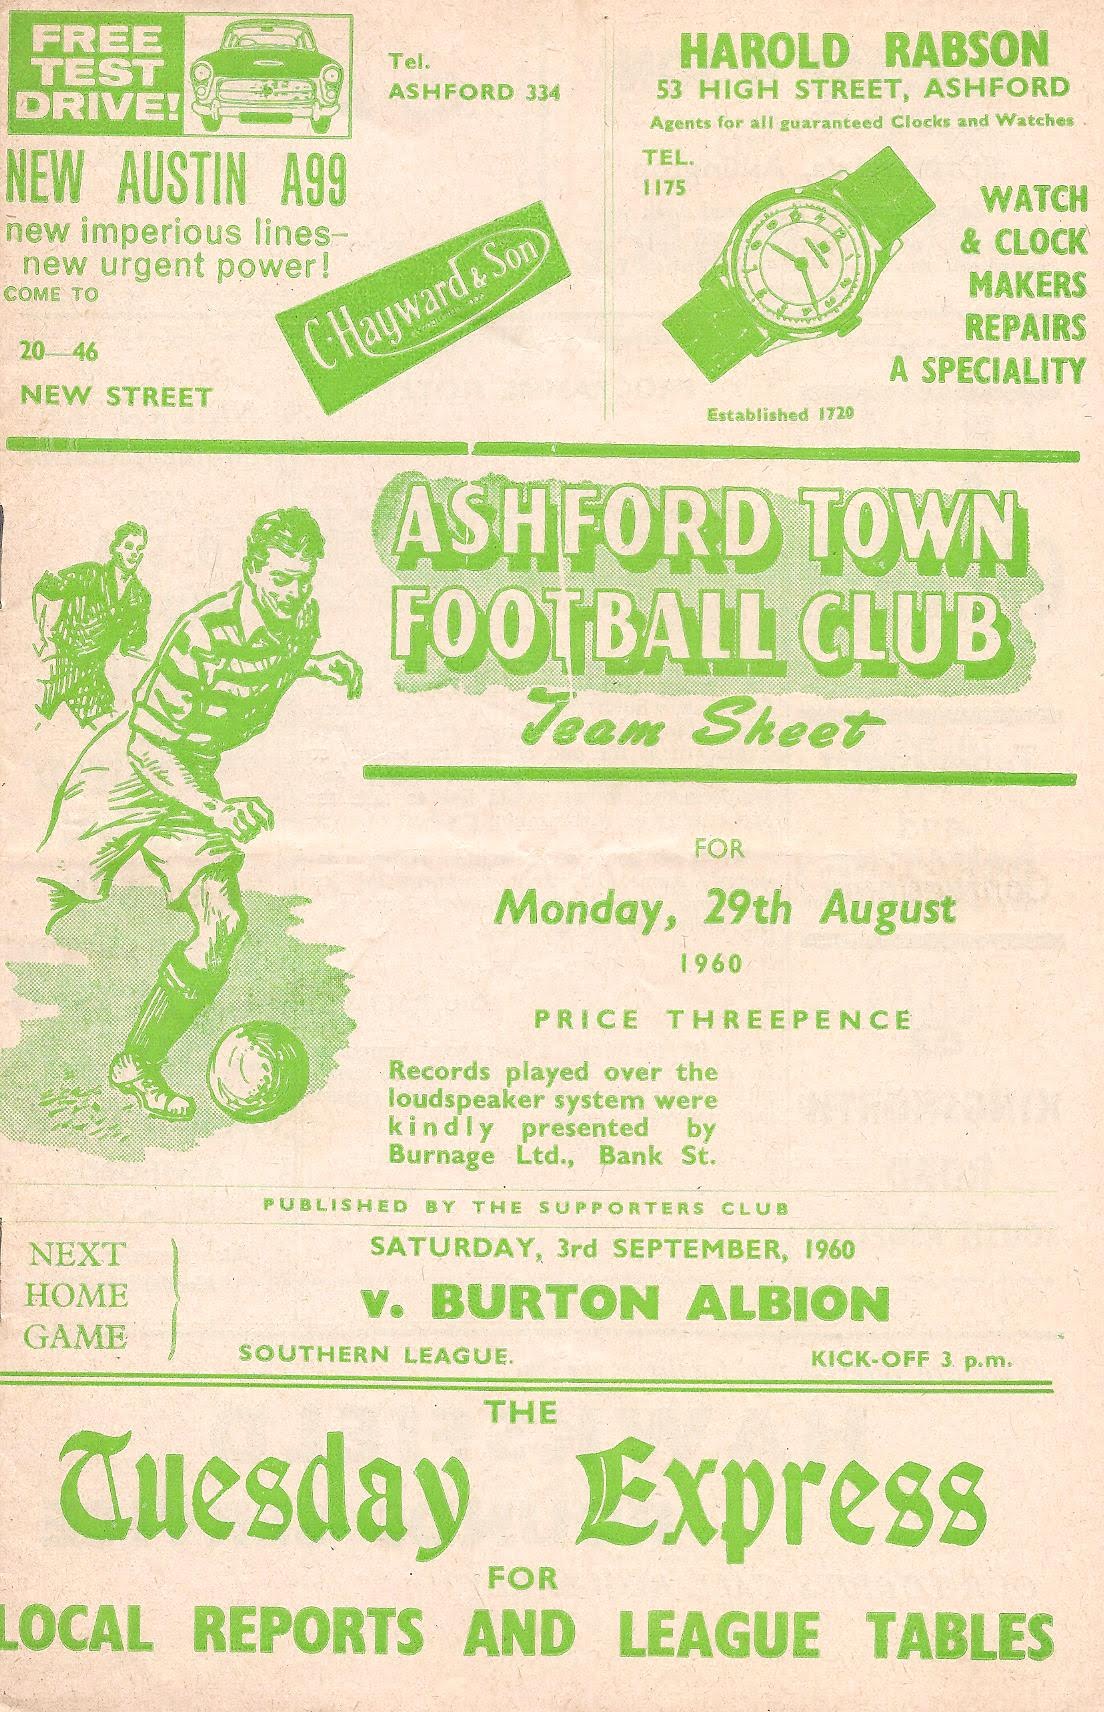 FREE
TEST
DRIVE!
NEW AUSTIN A99
new imperious lines—
new urgent power!
COME TO
20—46
NEW STREET
Tel.
ASHFORD 334
C. Hayward & Son
HAROLD RABSON
53 HIGH STREET, ASHFORD
Agents for all guaranteed Clocks and Watches
TEL.
1175
WATCH
& CLOCK
MAKERS
REPAIRS
A SPECIALITY
Established 1720
ASHFORD TOWN
FOOTBALL CLUB
Team Sheet
FOR
Monday, 29th August
1960
PRICE THREEPENCE
Records played over the
loudspeaker system were
kindly presented by
Burnage Ltd., Bank St.
PUBLISHED BY THE SUPPORTERS CLUB
NEXT
HOME
GAME
SATURDAY, 3rd SEPTEMBER, 1960
v. BURTON ALBION
SOUTHERN LEAGUE.
KICK-OFF 3 p.m.
THE
Tuesday Express
FOR
LOCAL REPORTS AND LEAGUE TABLES